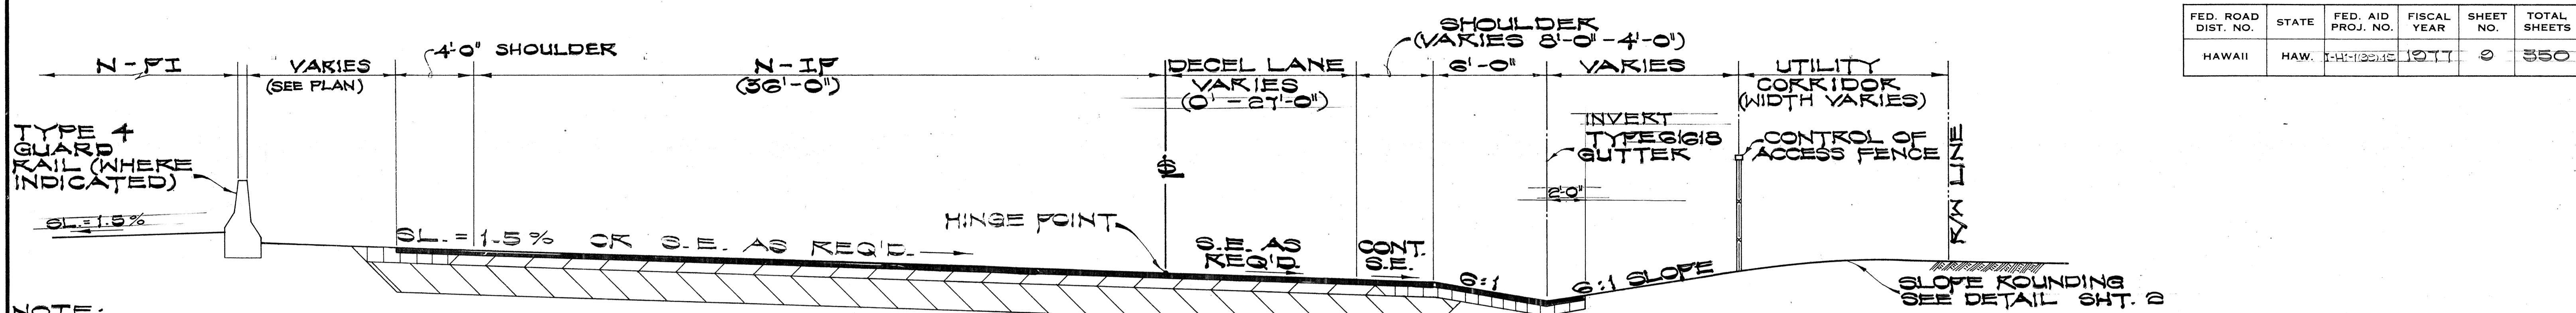 FED. ROAD DIST. NO. STATE FED. AID PROJ. NO. FISCAL YEAR SHEET NO. TOTAL SHEETS
HAWAII HAW. 1977 9 350
N-PI
VARIES
(SEE PLAN)
4'-0" SHOULDER
N-IP
(36'-0")
DECEL LANE
VARIES
(0'-27'-0")
SHOULDER
(VARIES 8'-0"-4'-0")
6'-0"
VARIES
UTILITY
CORRIDOR
(WIDTH VARIES)
TYPE 4
GUARD
RAIL (WHERE
INDICATED)
INVERT
TYPE 61618
GUTTER
2'-0"
CONTROL OF
ACCESS FENCE
R/W LINE
SL. = 1.5%
SL. = 1.5% OR S.E. AS REQ'D.
HINGE POINT
S.E. AS
REQ'D.
CONT.
S.E.
6:1
6:1 SLOPE
SLOPE ROUNDING
SEE DETAIL SHT. 2
NOTE: